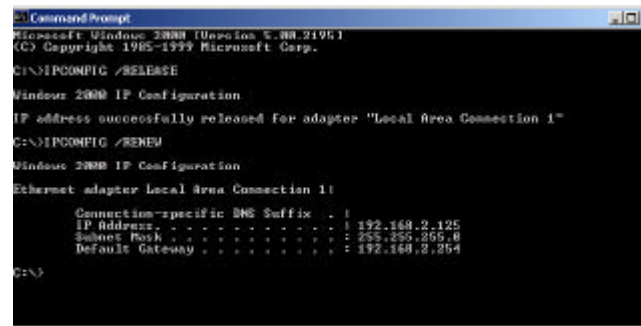 Command Prompt
Microsoft Windows 2000 [Version 5.00.2195]
(C) Copyright 1985-1999 Microsoft Corp.
C:\>IPCONFIG /RELEASE
Windows 2000 IP Configuration
IP address successfully released for adapter "Local Area Connection 1"
C:\>IPCONFIG /RENEW
Windows 2000 IP Configuration
Ethernet adapter Local Area Connection 1:
Connection-specific DNS Suffix . :
IP Address. . . . . . . . . . . . : 192.168.2.125
Subnet Mask . . . . . . . . . . . : 255.255.255.0
Default Gateway . . . . . . . . . : 192.168.2.254
C:\>